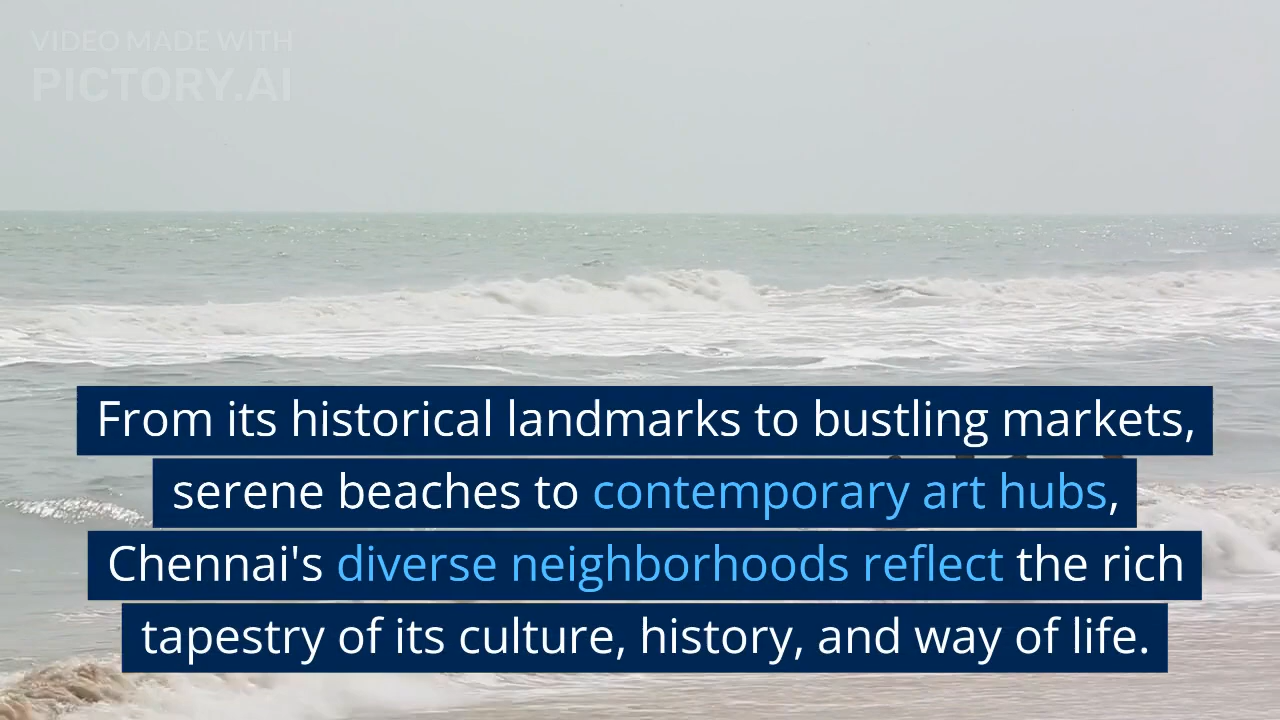 VIDEO MADE WITH
PICTORY.AI
From its historical landmarks to bustling markets,
serene beaches to contemporary art hubs,
Chennai's diverse neighborhoods reflect the rich
tapestry of its culture, history, and way of life.